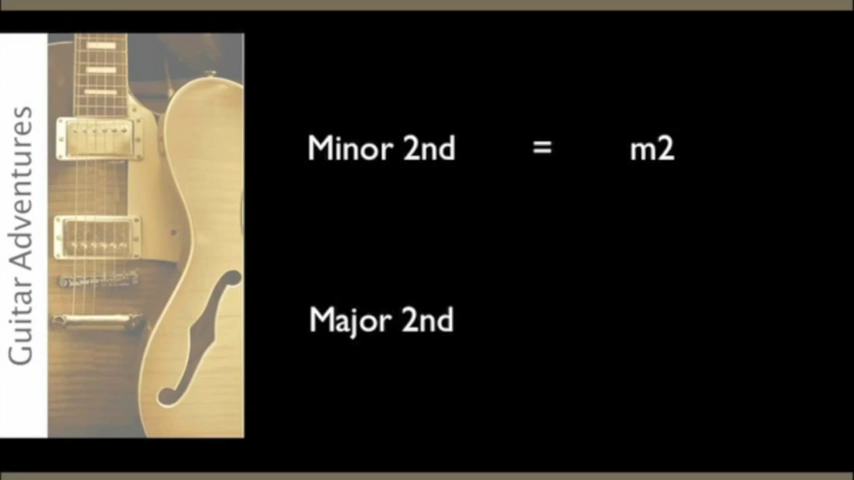 Guitar Adventures
Minor 2nd = m2
Major 2nd